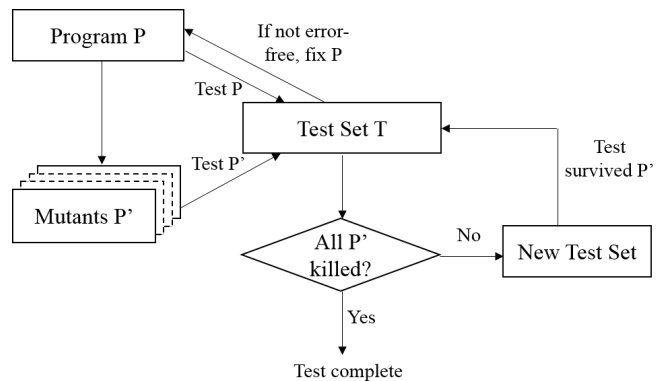 Program P
If not error-
free, fix P
Test P
Test Set T
Test P’
Test
survived P’
Mutants P’
All P’
killed?
No
New Test Set
Yes
Test complete